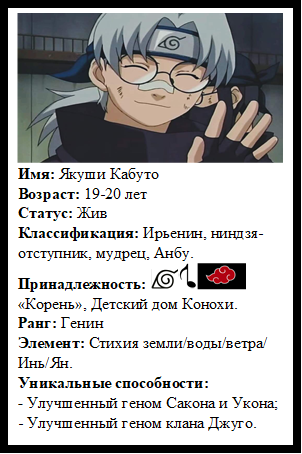 Имя: Якуши Кабуто
Возраст: 19-20 лет
Статус: Жив
Классификация: Ирьенин, ниндзя-
отступник, мудрец, Анбу.
Принадлежность:
«Корень», Детский дом Конохи.
Ранг: Генин
Элемент: Стихия земли/воды/ветра/
Инь/Ян.
Уникальные способности:
- Улучшенный геном Сакона и Укона;
- Улучшенный геном клана Джуго.